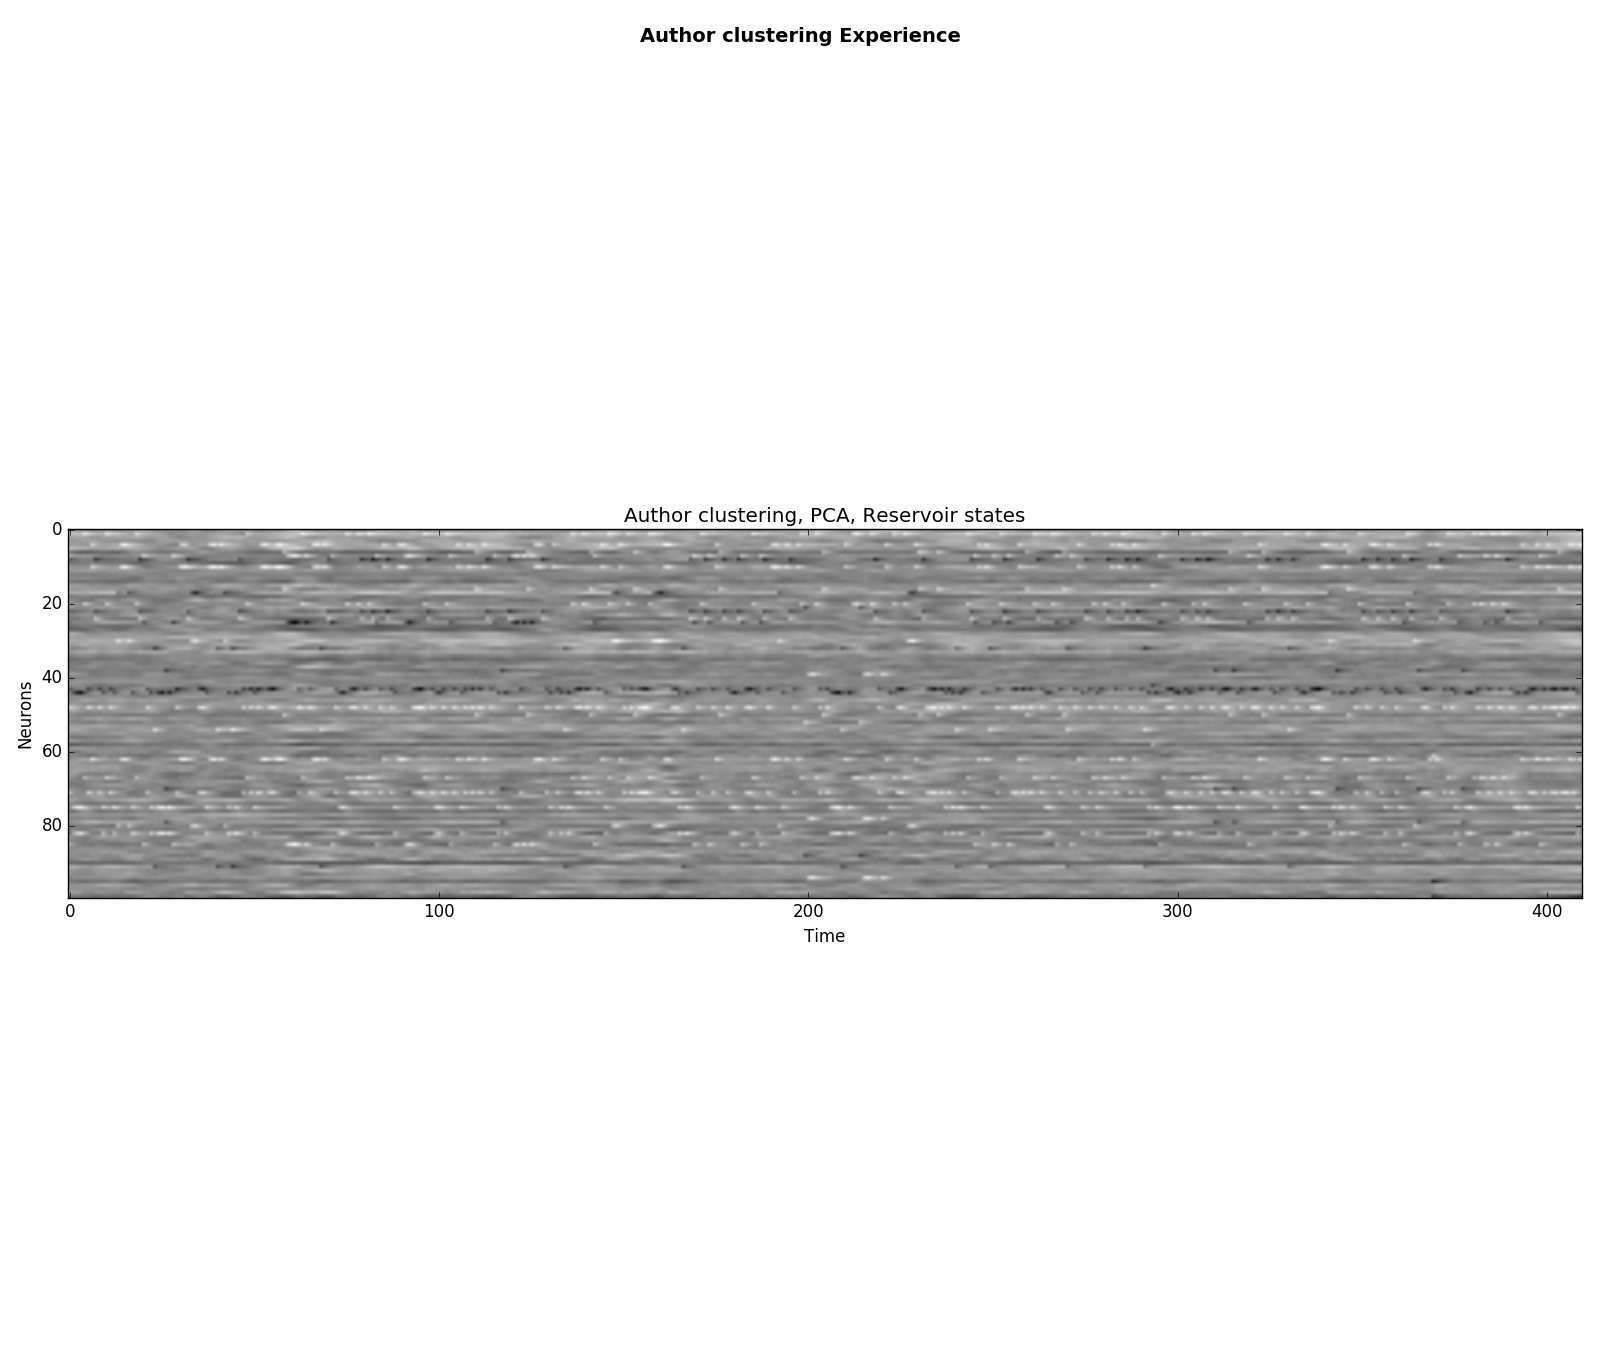 Author clustering Experience
Author clustering, PCA, Reservoir states
0
20
40
60
80
Neurons
0 100 200 300 400
Time